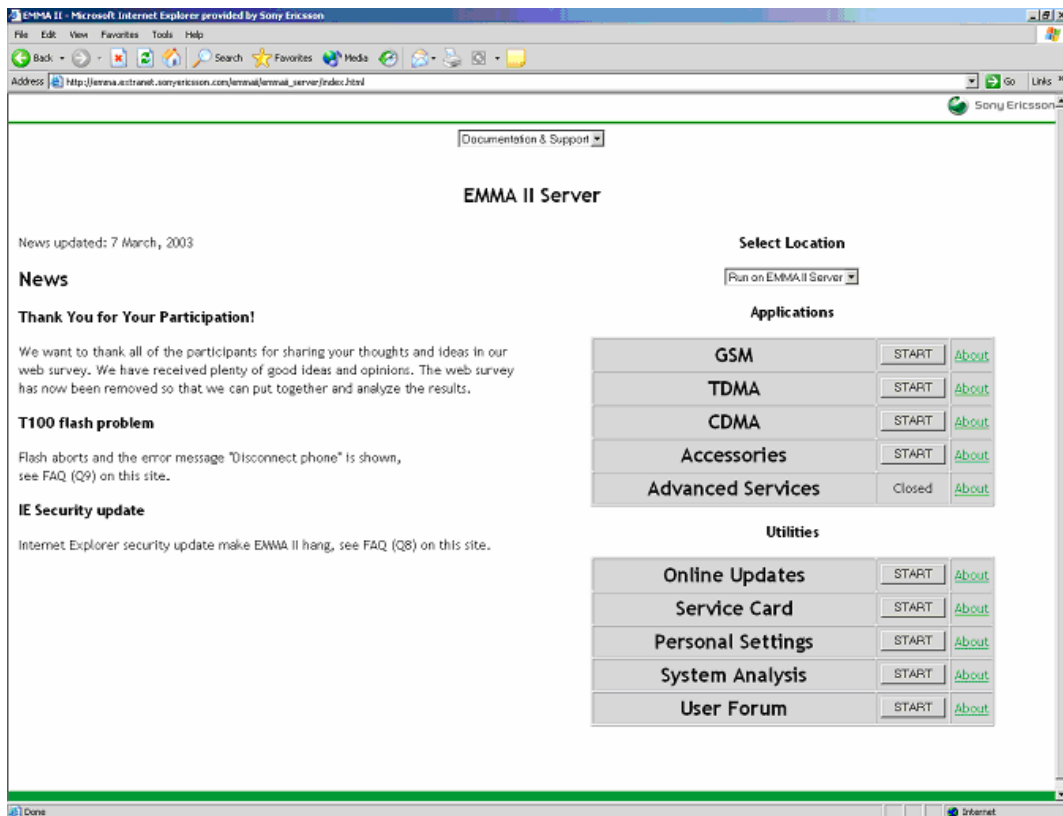 EMMA II - Microsoft Internet Explorer provided by Sony Ericsson
File Edit View Favorites Tools Help
Back Search Favorites Media
Address http://emma.extranet.sonyericsson.com/emmaii/emmaii_server/index.html Go Links
Sony Ericsson
Documentation & Support
EMMA II Server
News updated: 7 March, 2003
News
Thank You for Your Participation!
We want to thank all of the participants for sharing your thoughts and ideas in our
web survey. We have received plenty of good ideas and opinions. The web survey
has now been removed so that we can put together and analyze the results.
T100 flash problem
Flash aborts and the error message "Disconnect phone" is shown,
see FAQ (Q9) on this site.
IE Security update
Internet Explorer security update make EMMA II hang, see FAQ (Q8) on this site.
Select Location
Run on EMMA II Server
Applications
GSM START About
TDMA START About
CDMA START About
Accessories START About
Advanced Services Closed About
Utilities
Online Updates START About
Service Card START About
Personal Settings START About
System Analysis START About
User Forum START About
Done Internet